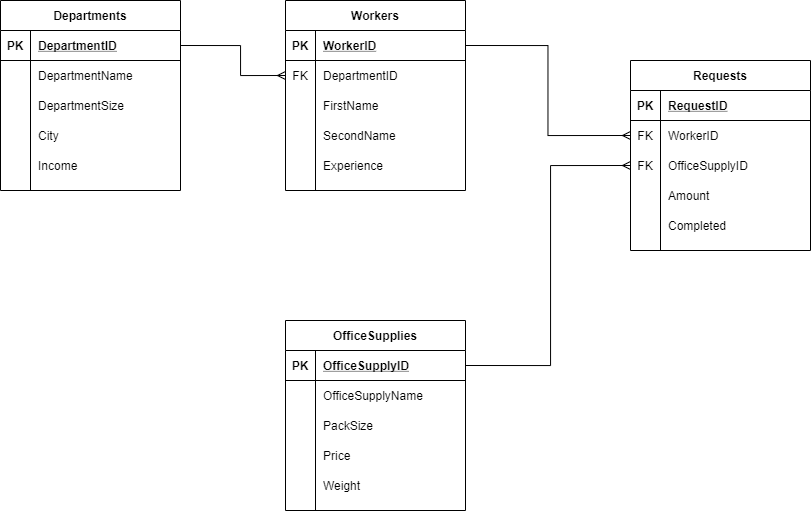 Departments
PK DepartmentID
DepartmentName
DepartmentSize
City
Income
Workers
PK WorkerID
FK DepartmentID
FirstName
SecondName
Experience
Requests
PK RequestID
FK WorkerID
FK OfficeSupplyID
Amount
Completed
OfficeSupplies
PK OfficeSupplyID
OfficeSupplyName
PackSize
Price
Weight